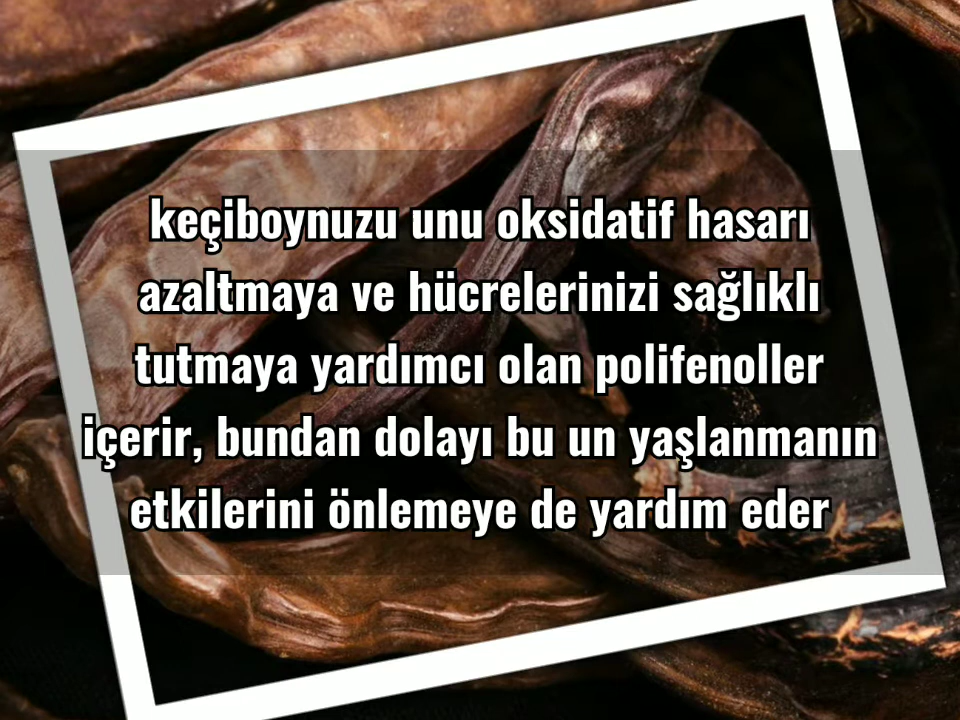 keçiboynuzu unu oksidatif hasarı
azaltmaya ve hücrelerinizi sağlıklı
tutmaya yardımcı olan polifenoller
içerir, bundan dolayı bu un yaşlanmanın
etkilerini önlemeye de yardım eder